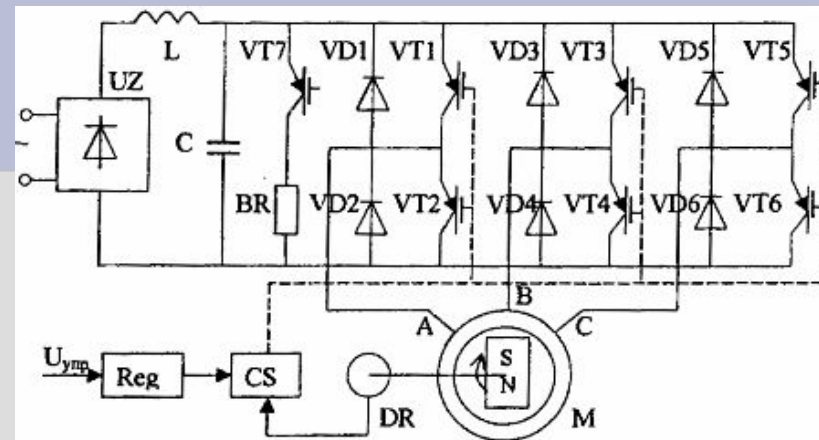 L VT7 VD1 VT1 VD3 VT3 VD5 VT5
UZ
~
C
BR VD2 VT2 VD4 VT4 VD6 VT6
B
A C
Uупр Reg CS
S
N
DR M